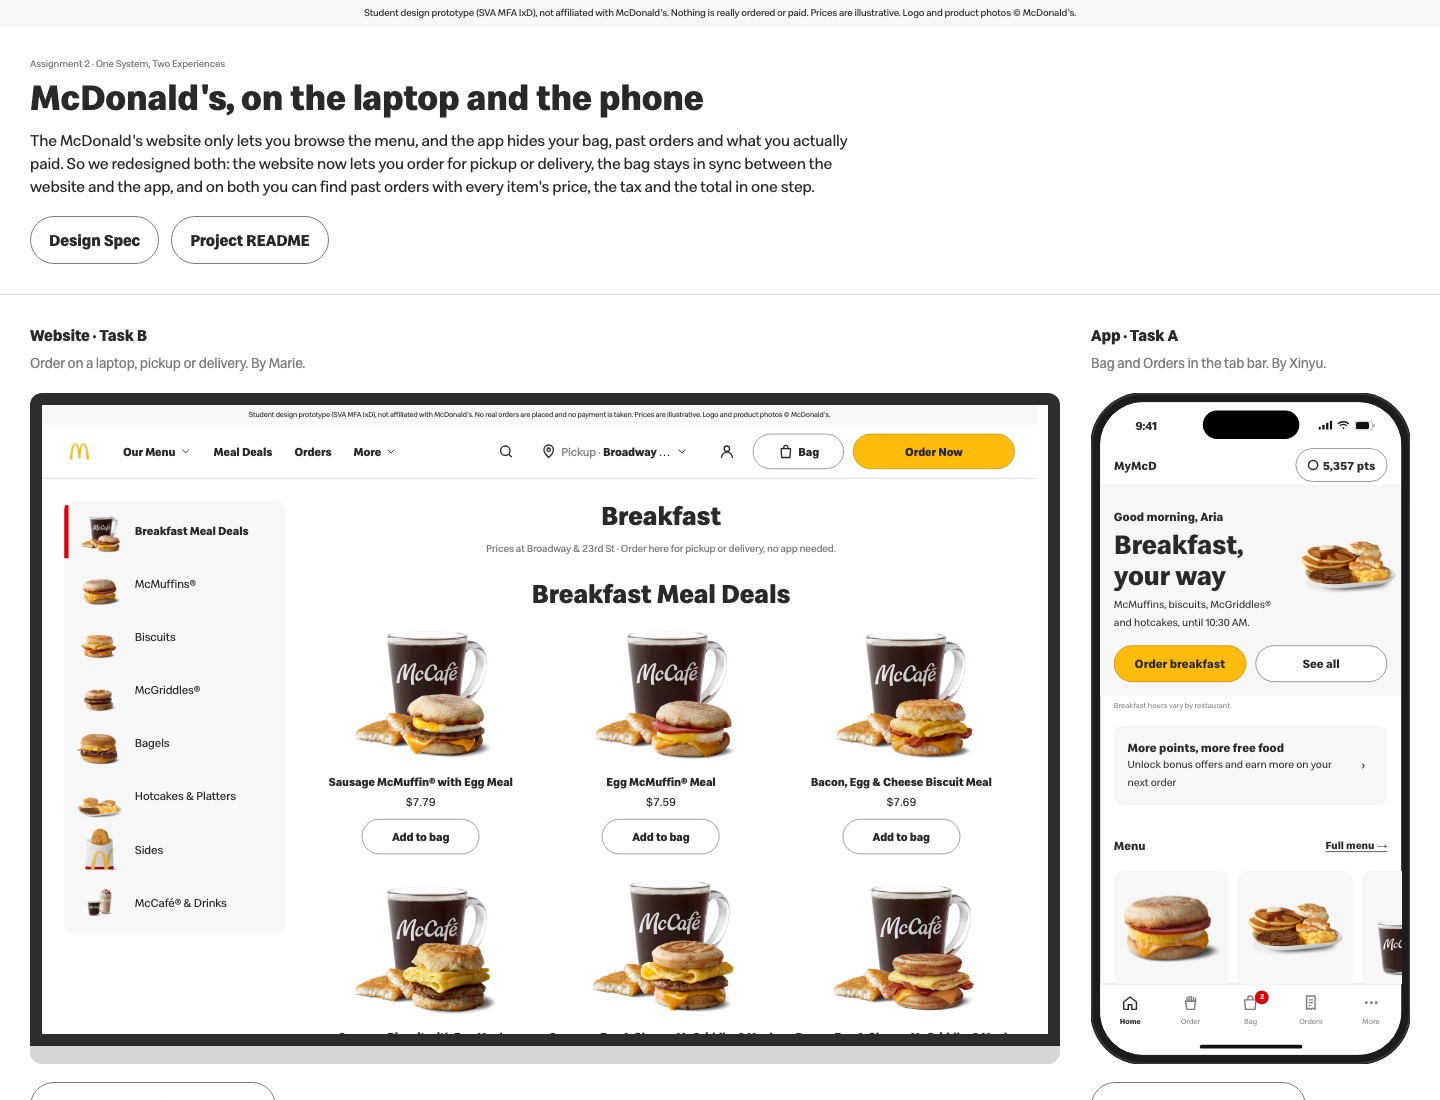 Student design prototype (SVA MFA IxD), not affiliated with McDonald's. Nothing is really ordered or paid. Prices are illustrative. Logo and product photos © McDonald's.
Assignment 2 · One System, Two Experiences
McDonald's, on the laptop and the phone
The McDonald's website only lets you browse the menu, and the app hides your bag, past orders and what you actually
paid. So we redesigned both: the website now lets you order for pickup or delivery, the bag stays in sync between the
website and the app, and on both you can find past orders with every item's price, the tax and the total in one step.
Design Spec
Project README
Website · Task B
Order on a laptop, pickup or delivery. By Marie.
Student design prototype (SVA MFA IxD), not affiliated with McDonald's. No real orders are placed and no payment is taken. Prices are illustrative. Logo and product photos © McDonald's.
Our Menu
Meal Deals
Orders
More
Pickup · Broadway ...
Bag
Order Now
Breakfast Meal Deals
McMuffins®
Biscuits
McGriddles®
Bagels
Hotcakes & Platters
Sides
McCafé® & Drinks
Breakfast
Prices at Broadway & 23rd St · Order here for pickup or delivery, no app needed.
Breakfast Meal Deals
McCafé
McCafé
McCafé
Sausage McMuffin® with Egg Meal
Egg McMuffin® Meal
Bacon, Egg & Cheese Biscuit Meal
$7.79
$7.59
$7.69
Add to bag
Add to bag
Add to bag
McCafé
McCafé
McCafé
App · Task A
Bag and Orders in the tab bar. By Xinyu.
9:41
MyMcD
5,357 pts
Good morning, Aria
Breakfast,
your way
McMuffins, biscuits, McGriddles®
and hotcakes, until 10:30 AM.
Order breakfast
See all
Breakfast hours vary by restaurant.
More points, more free food
Unlock bonus offers and earn more on your
next order
›
Menu
Full menu →
2
Home
Order
Bag
Orders
More